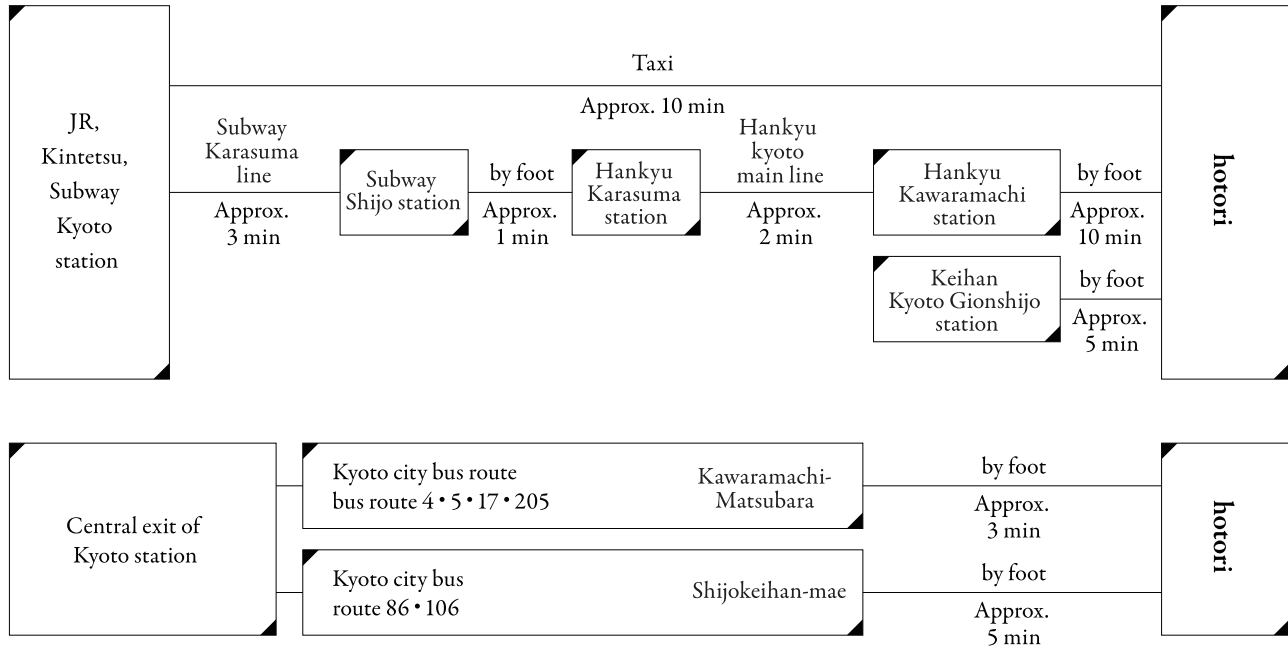 JR,
Kintetsu,
Subway
Kyoto
station
Taxi
Approx. 10 min
Subway
Karasuma
line
Approx.
3 min
Subway
Shijo station
by foot
Approx.
1 min
Hankyu
Karasuma
station
Hankyu
kyoto
main line
Approx.
2 min
Hankyu
Kawaramachi
station
by foot
Approx.
10 min
Keihan
Kyoto Gionshijo
station
by foot
Approx.
5 min
hotori
Central exit of
Kyoto station
Kyoto city bus route
bus route 4・5・17・205
Kawaramachi-
Matsubara
by foot
Approx.
3 min
Kyoto city bus
route 86・106
Shijokeihan-mae
by foot
Approx.
5 min
hotori